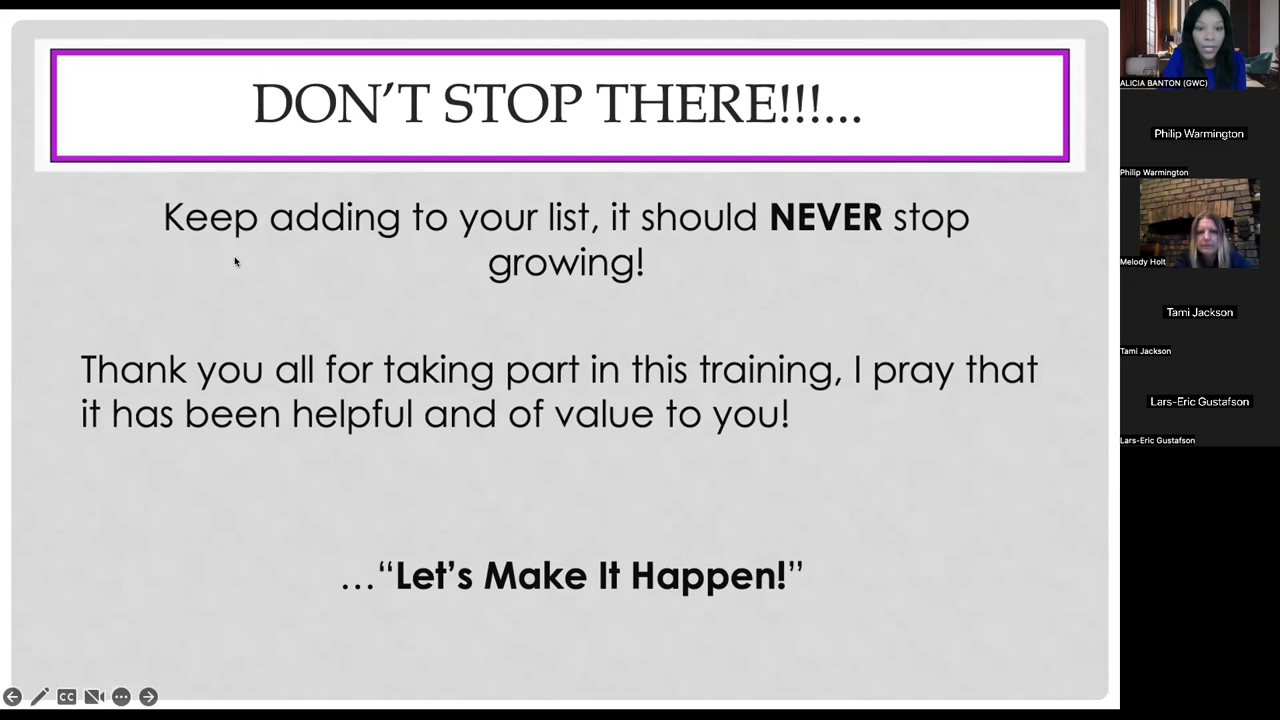 DON’T STOP THERE!!!...
Keep adding to your list, it should NEVER stop
growing!
Thank you all for taking part in this training, I pray that
it has been helpful and of value to you!
…“Let’s Make It Happen!”
CC
ALICIA BANTON (GWC)
Philip Warmington
Philip Warmington
Melody Holt
Tami Jackson
Tami Jackson
Lars-Eric Gustafson
Lars-Eric Gustafson